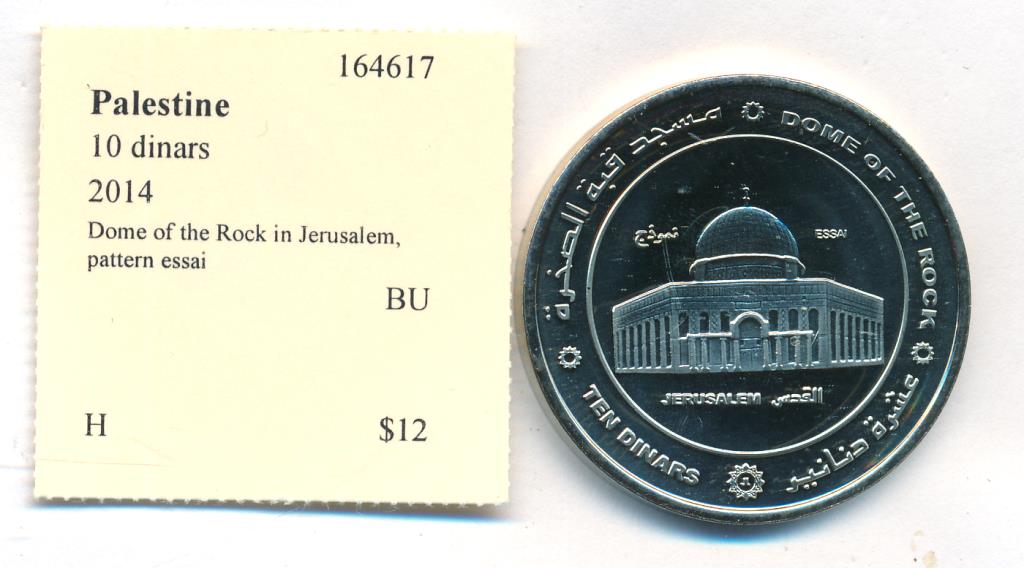 164617
Palestine
10 dinars
2014
Dome of the Rock in Jerusalem,
pattern essai
BU
H
$12
مسجد قبة الصخرة
DOME OF THE ROCK
نموذج
ESSAI
JERUSALEM القدس
TEN DINARS
عشرة دنانير